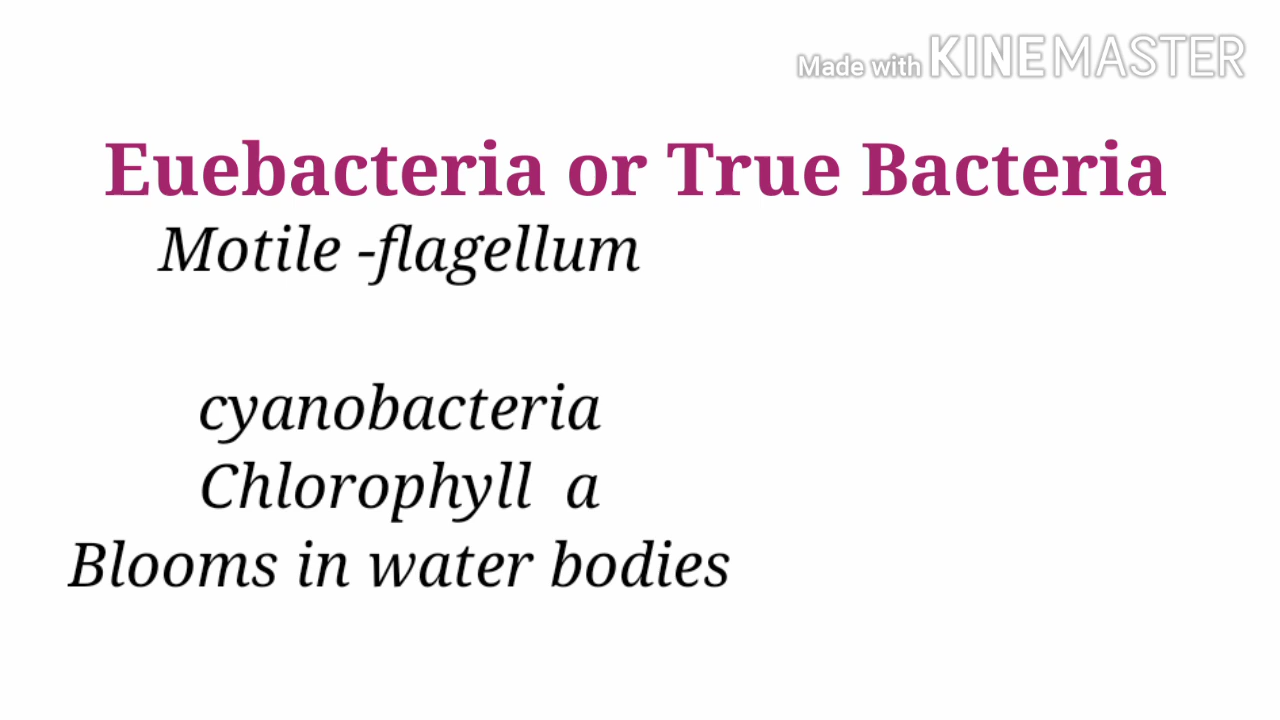 Made with KINEMASTER
Euebacteria or True Bacteria
Motile -flagellum
cyanobacteria
Chlorophyll a
Blooms in water bodies